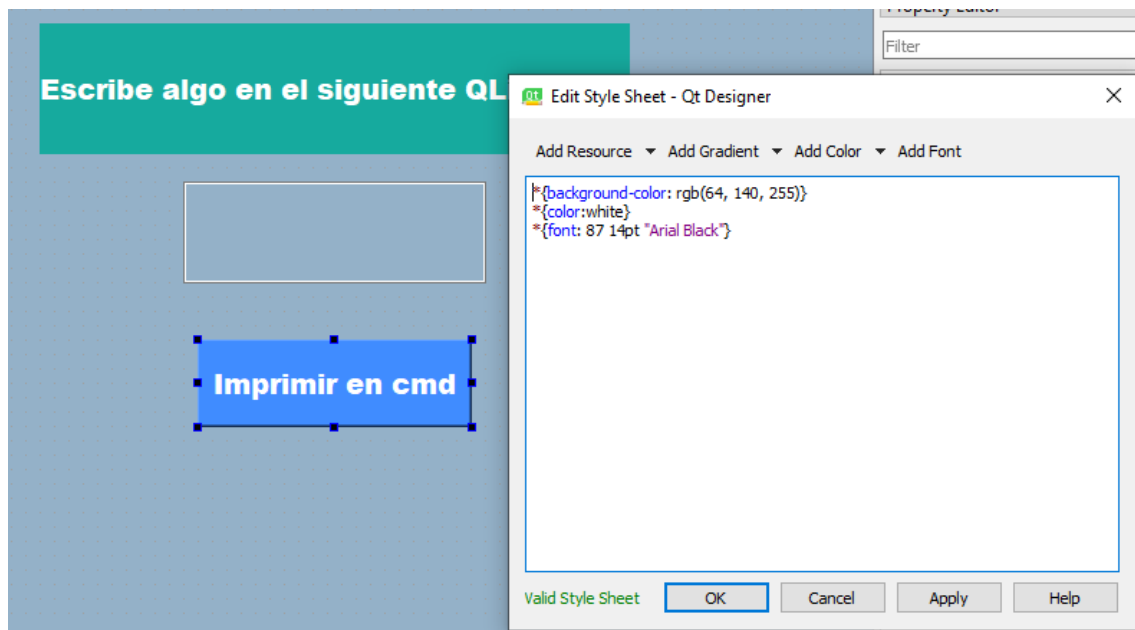 Property Editor
Filter
Escribe algo en el siguiente QL
Edit Style Sheet - Qt Designer
Add Resource Add Gradient Add Color Add Font
*{background-color: rgb(64, 140, 255)}
*{color:white}
*{font: 87 14pt "Arial Black"}
Imprimir en cmd
Valid Style Sheet OK Cancel Apply Help